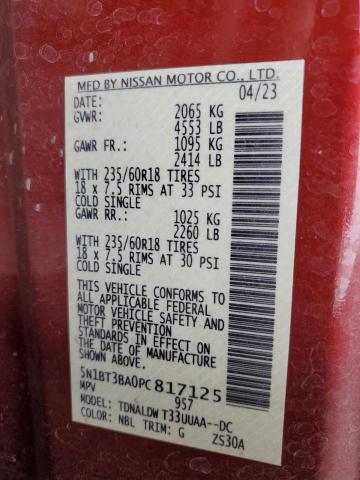 MFD BY NISSAN MOTOR CO., LTD.
DATE: 04/23
GVWR: 2065 KG
4553 LB
GAWR FR.: 1095 KG
2414 LB
WITH 235/60R18 TIRES
18 x 7.5 RIMS AT 33 PSI
COLD SINGLE
GAWR RR.: 1025 KG
2260 LB
WITH 235/60R18 TIRES
18 x 7.5 RIMS AT 30 PSI
COLD SINGLE
THIS VEHICLE CONFORMS TO
ALL APPLICABLE FEDERAL
MOTOR VEHICLE SAFETY AND
THEFT PREVENTION STANDARDS
IN EFFECT ON THE DATE OF
MANUFACTURE SHOWN ABOVE.
5N1BT3BA0PC817125
MPV 957
MODEL: TDNALDW T33UUAA--DC
COLOR: NBL TRIM: G ZS30A